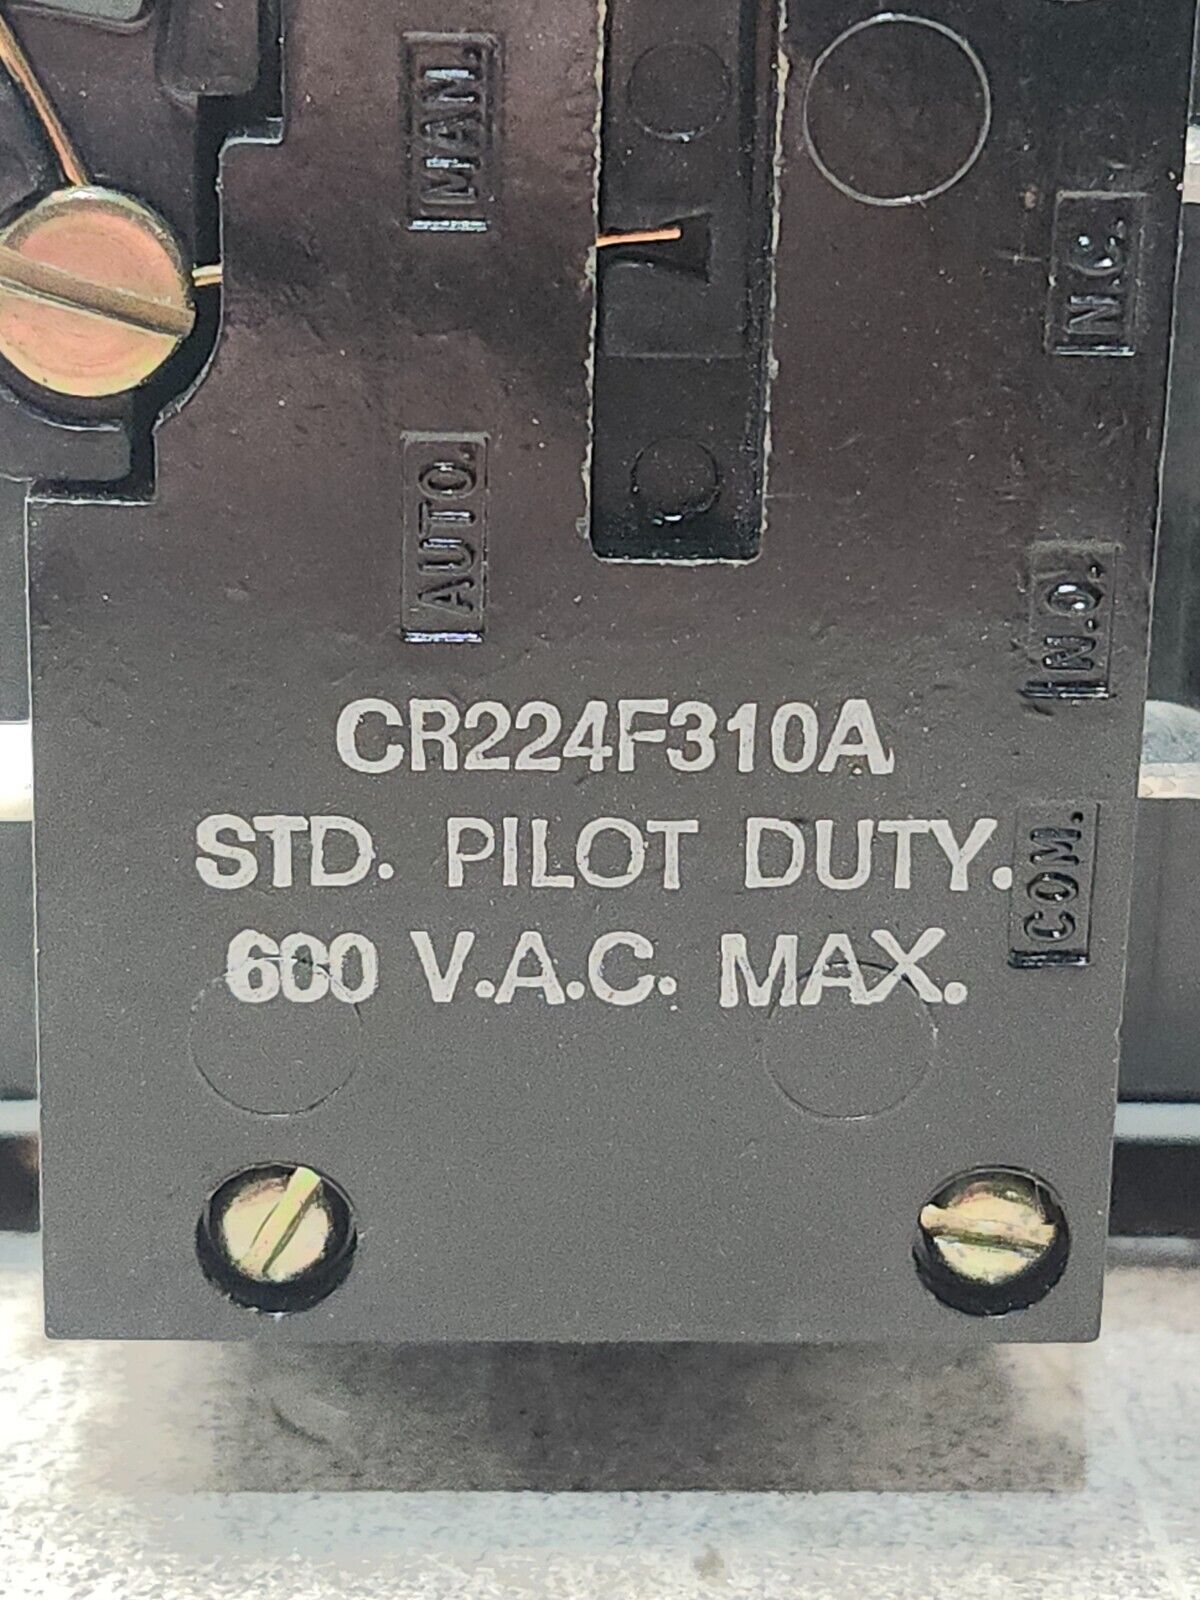 MAN.
N.C.
AUTO.
N.O.
CR224F310A
STD. PILOT DUTY.
600 V.A.C. MAX.
COM.